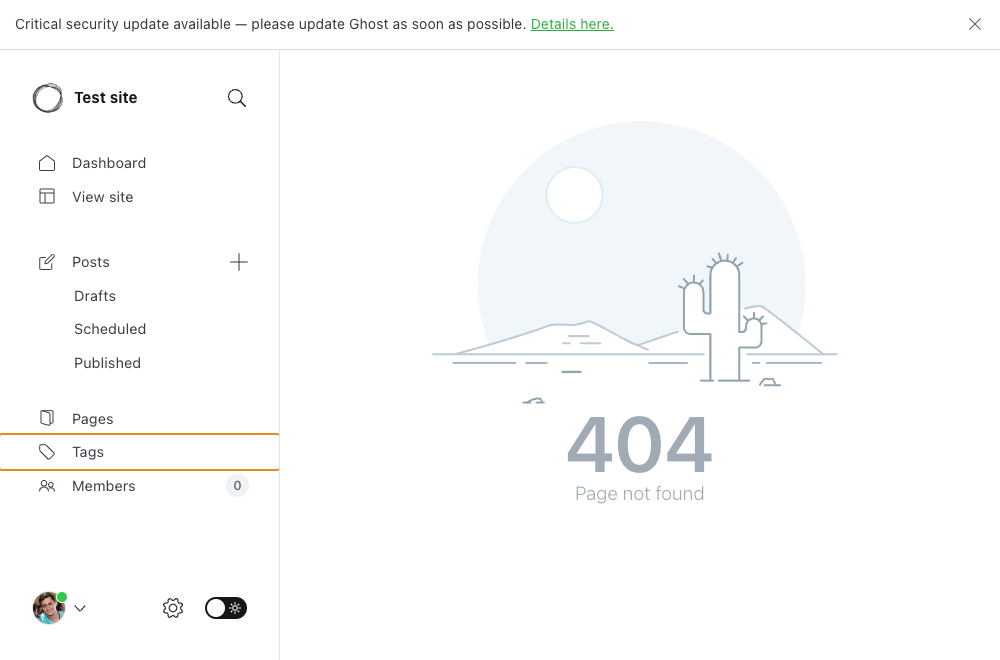 Critical security update available — please update Ghost as soon as possible. Details here.
Test site
Dashboard
View site
Posts
Drafts
Scheduled
Published
Pages
Tags
Members 0
404
Page not found